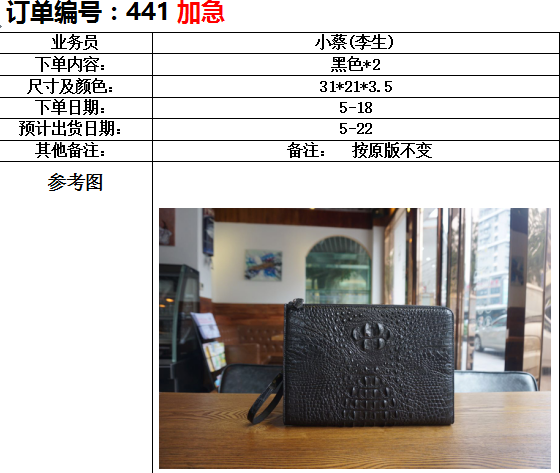 订单编号：441 加急
业务员 小蔡(李生)
下单内容： 黑色*2
尺寸及颜色： 31*21*3.5
下单日期： 5-18
预计出货日期： 5-22
其他备注： 备注： 按原版不变
参考图